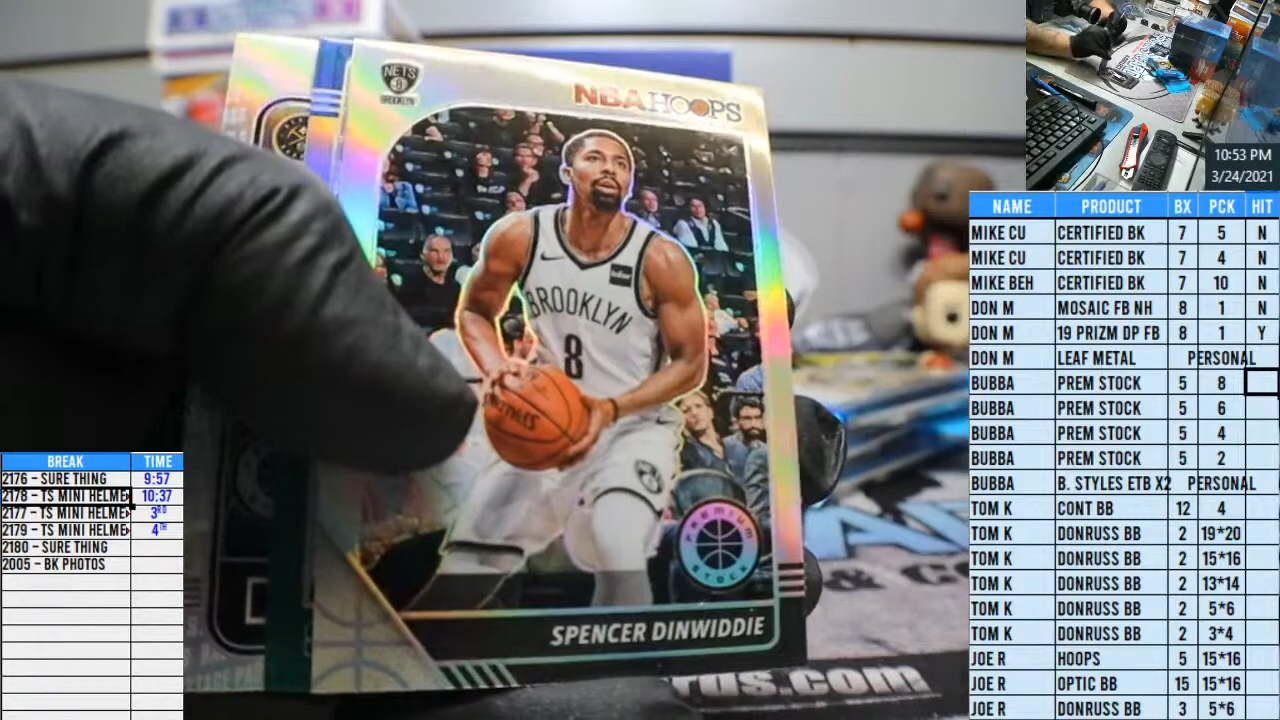 NETS
BROOKLYN
NBA HOOPS
BROOKLYN
8
PREMIUM
STOCK
SPENCER DINWIDDIE
10:53 PM
3/24/2021
NAME PRODUCT BX PCK HIT
MIKE CU CERTIFIED BK 7 5 N
MIKE CU CERTIFIED BK 7 4 N
MIKE BEH CERTIFIED BK 7 10 N
DON M MOSAIC FB NH 8 1 N
DON M 19 PRIZM DP FB 8 1 Y
DON M LEAF METAL PERSONAL
BUBBA PREM STOCK 5 8
BUBBA PREM STOCK 5 6
BUBBA PREM STOCK 5 4
BUBBA PREM STOCK 5 2
BUBBA B. STYLES ETB X2 PERSONAL
TOM K CONT BB 12 4
TOM K DONRUSS BB 2 19*20
TOM K DONRUSS BB 2 15*16
TOM K DONRUSS BB 2 13*14
TOM K DONRUSS BB 2 5*6
TOM K DONRUSS BB 2 3*4
JOE R HOOPS 5 15*16
JOE R OPTIC BB 15 15*16
JOE R DONRUSS BB 3 5*6
BREAK TIME
2176 - SURE THING 9:57
2178 - TS MINI HELME 10:37
2177 - TS MINI HELME 3RD
2179 - TS MINI HELME 4TH
2180 - SURE THING
2005 - BK PHOTOS
& CO
rds.com